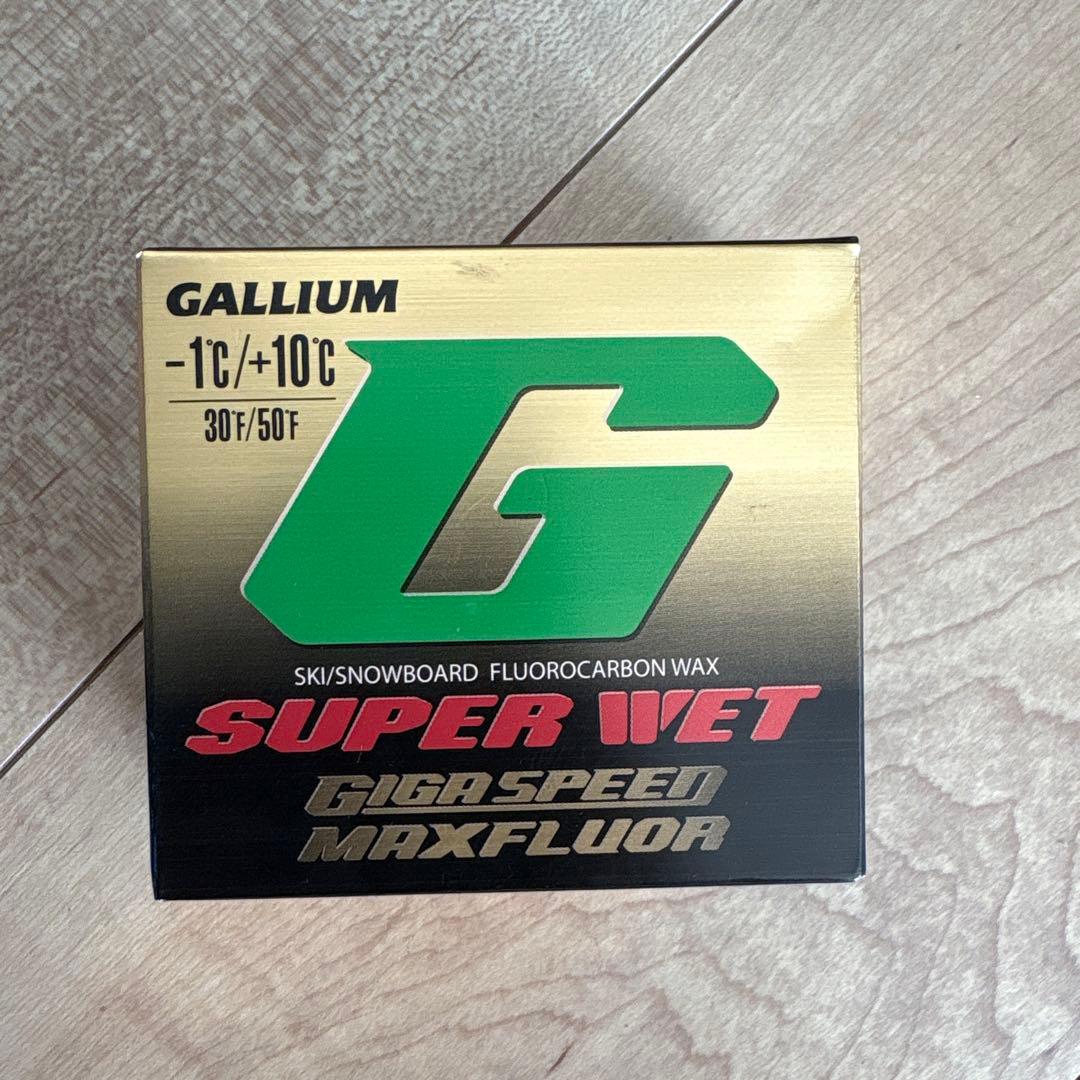 GALLIUM
-1℃/+10℃
30°F/50°F
G
SKI/SNOWBOARD FLUOROCARBON WAX
SUPER WET
GIGA SPEED
MAXFLUOR